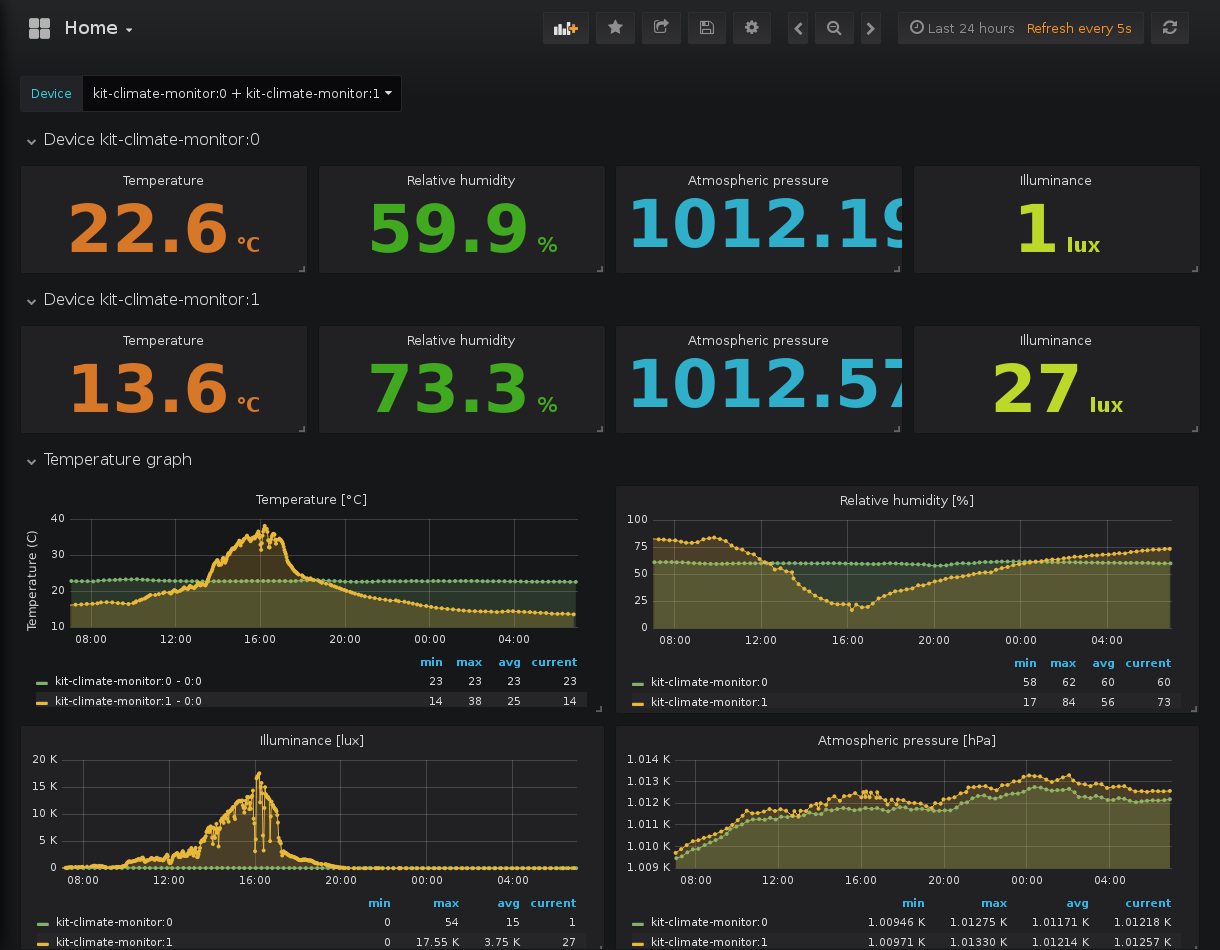 Home
Last 24 hours Refresh every 5s
Device kit-climate-monitor:0 + kit-climate-monitor:1
Device kit-climate-monitor:0
Temperature Relative humidity Atmospheric pressure Illuminance
22.6 °C 59.9 % 1012.19 1 lux
Device kit-climate-monitor:1
Temperature Relative humidity Atmospheric pressure Illuminance
13.6 °C 73.3 % 1012.57 27 lux
Temperature graph
Temperature [°C]
Temperature (C)
40
30
20
10
08:00 12:00 16:00 20:00 00:00 04:00
min max avg current
kit-climate-monitor:0 - 0:0 23 23 23 23
kit-climate-monitor:1 - 0:0 14 38 25 14
Relative humidity [%]
100
75
50
25
0
08:00 12:00 16:00 20:00 00:00 04:00
min max avg current
kit-climate-monitor:0 58 62 60 60
kit-climate-monitor:1 17 84 56 73
Illuminance [lux]
20 K
15 K
10 K
5 K
0
08:00 12:00 16:00 20:00 00:00 04:00
min max avg current
kit-climate-monitor:0 0 54 15 1
kit-climate-monitor:1 0 17.55 K 3.75 K 27
Atmospheric pressure [hPa]
1.014 K
1.013 K
1.012 K
1.011 K
1.010 K
1.009 K
08:00 12:00 16:00 20:00 00:00 04:00
min max avg current
kit-climate-monitor:0 1.00946 K 1.01275 K 1.01171 K 1.01218 K
kit-climate-monitor:1 1.00971 K 1.01330 K 1.01214 K 1.01257 K